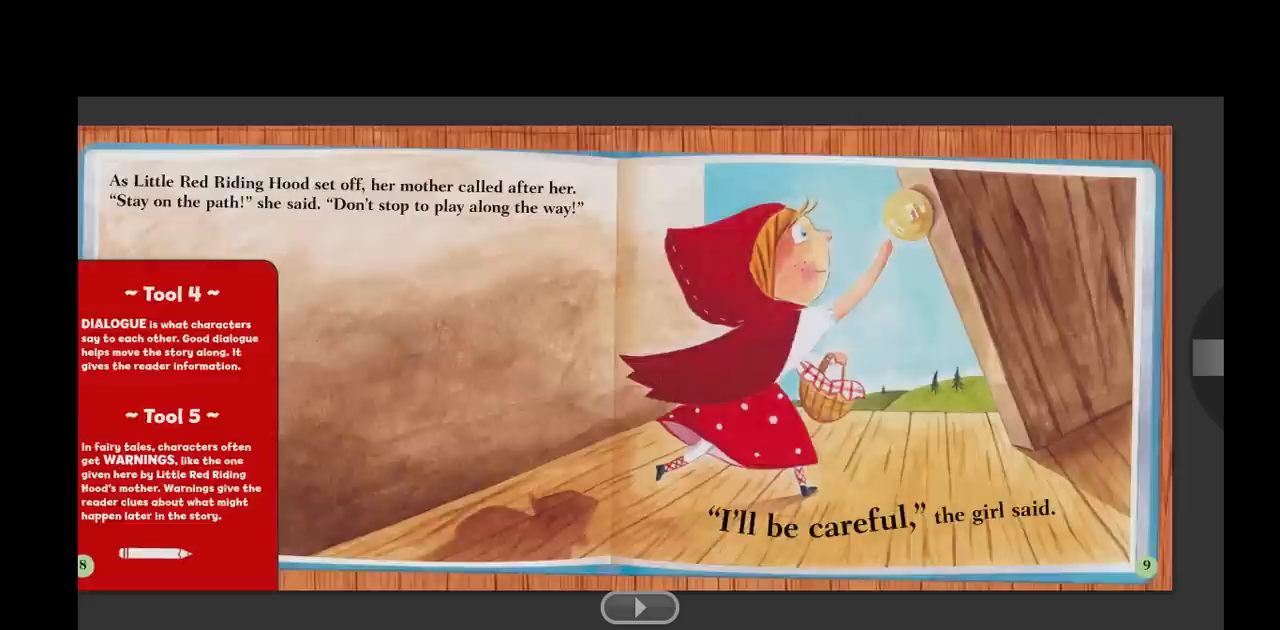 As Little Red Riding Hood set off, her mother called after her.
“Stay on the path!” she said. “Don’t stop to play along the way!”
~ Tool 4 ~
DIALOGUE is what characters
say to each other. Good dialogue
helps move the story along. It
gives the reader information.
~ Tool 5 ~
In fairy tales, characters often
get WARNINGS, like the one
given here by Little Red Riding
Hood’s mother. Warnings give the
reader clues about what might
happen later in the story.
8
“I’ll be careful,” the girl said.
9